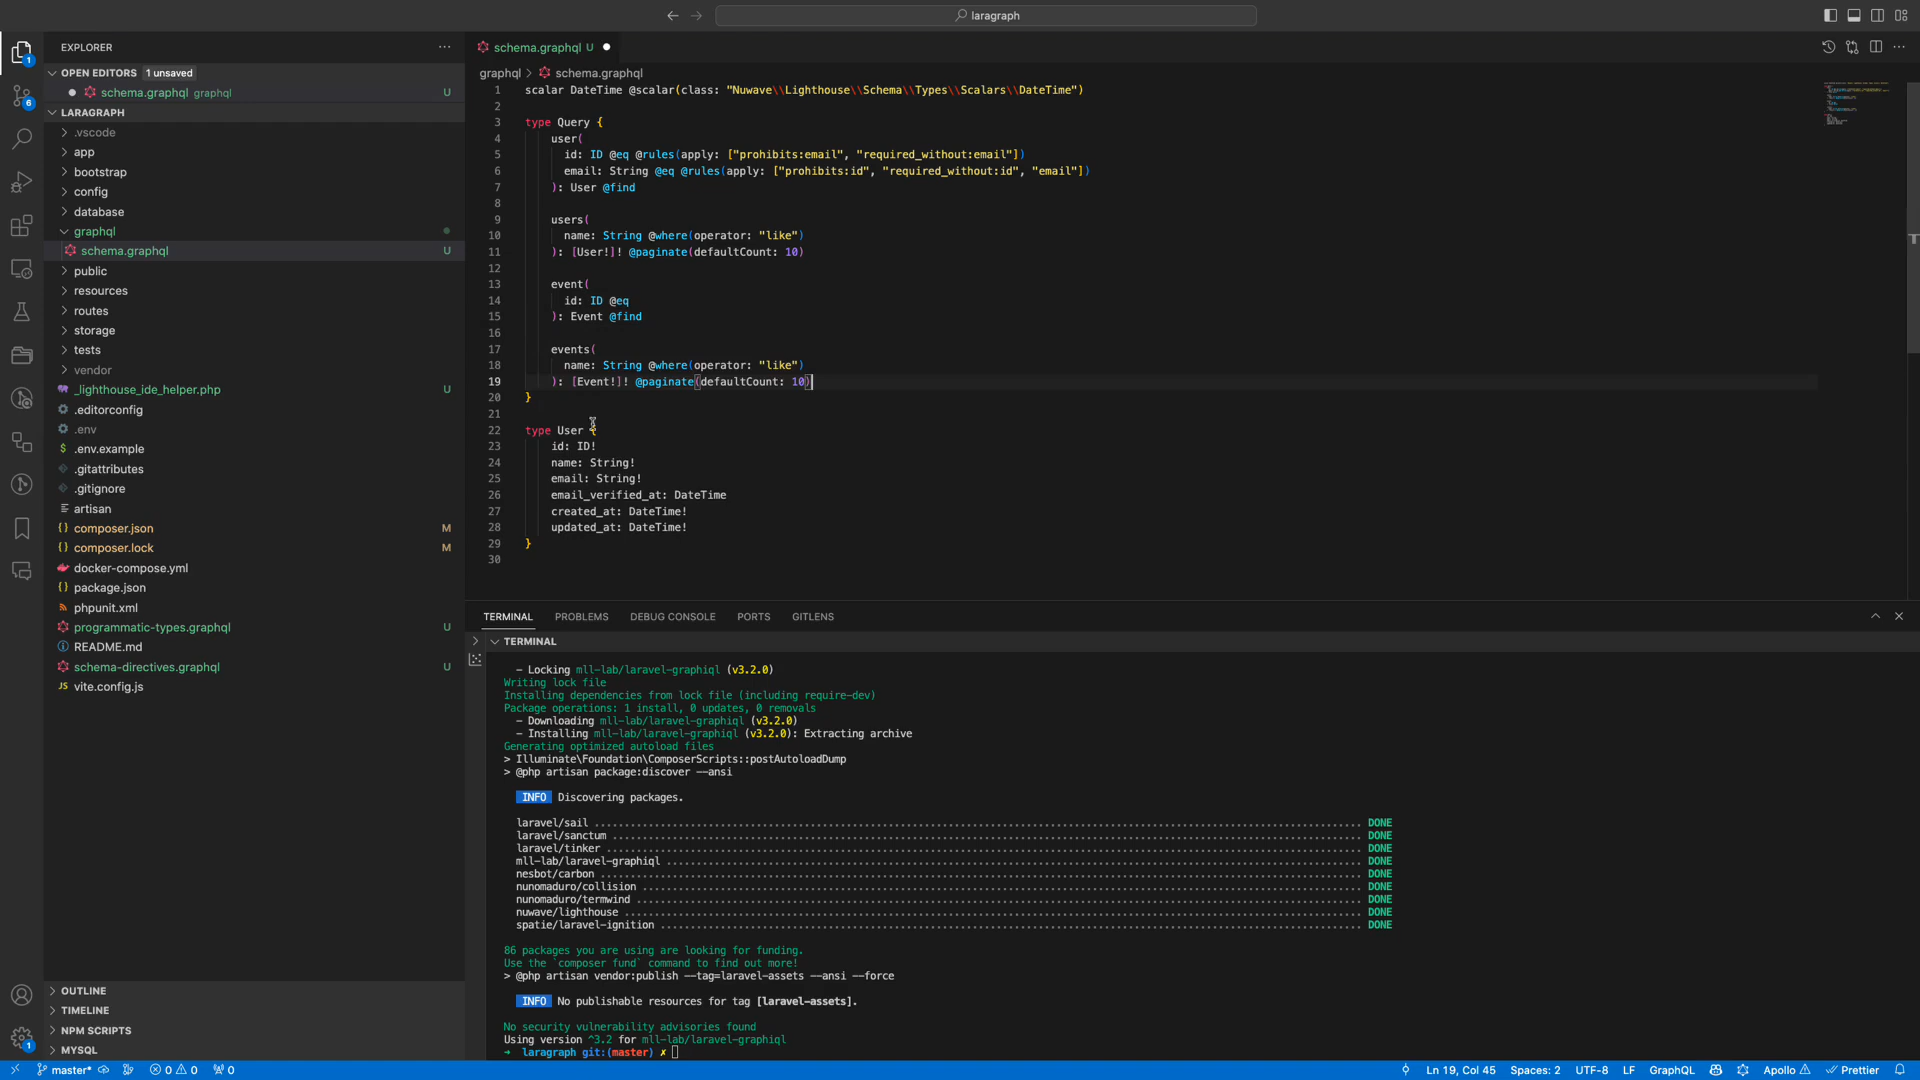 laragraph
EXPLORER
OPEN EDITORS 1 unsaved
schema.graphql graphql U
LARAGRAPH
.vscode
app
bootstrap
config
database
graphql
schema.graphql U
public
resources
routes
storage
tests
vendor
_lighthouse_ide_helper.php U
.editorconfig
.env
.env.example
.gitattributes
.gitignore
artisan
composer.json M
composer.lock M
docker-compose.yml
package.json
phpunit.xml
programmatic-types.graphql U
README.md
schema-directives.graphql U
vite.config.js
OUTLINE
TIMELINE
NPM SCRIPTS
MYSQL
1
6
1
schema.graphql U
graphql > schema.graphql
1 scalar DateTime @scalar(class: "Nuwave\\Lighthouse\\Schema\\Types\\Scalars\\DateTime")
2
3 type Query {
4 user(
5 id: ID @eq @rules(apply: ["prohibits:email", "required_without:email"])
6 email: String @eq @rules(apply: ["prohibits:id", "required_without:id", "email"])
7 ): User @find
8
9 users(
10 name: String @where(operator: "like")
11 ): [User!]! @paginate(defaultCount: 10)
12
13 event(
14 id: ID @eq
15 ): Event @find
16
17 events(
18 name: String @where(operator: "like")
19 ): [Event!]! @paginate(defaultCount: 10)
20 }
21
22 type User {
23 id: ID!
24 name: String!
25 email: String!
26 email_verified_at: DateTime
27 created_at: DateTime!
28 updated_at: DateTime!
29 }
30
TERMINAL PROBLEMS DEBUG CONSOLE PORTS GITLENS
TERMINAL
- Locking mll-lab/laravel-graphiql (v3.2.0)
Writing lock file
Installing dependencies from lock file (including require-dev)
Package operations: 1 install, 0 updates, 0 removals
- Downloading mll-lab/laravel-graphiql (v3.2.0)
- Installing mll-lab/laravel-graphiql (v3.2.0): Extracting archive
Generating optimized autoload files
> Illuminate\Foundation\ComposerScripts::postAutoloadDump
> @php artisan package:discover --ansi
INFO Discovering packages.
laravel/sail ........ DONE
laravel/sanctum ........ DONE
laravel/tinker ........ DONE
mll-lab/laravel-graphiql ........ DONE
nesbot/carbon ........ DONE
nunomaduro/collision ........ DONE
nunomaduro/termwind ........ DONE
nuwave/lighthouse ........ DONE
spatie/laravel-ignition ........ DONE
86 packages you are using are looking for funding.
Use the `composer fund` command to find out more!
> @php artisan vendor:publish --tag=laravel-assets --ansi --force
INFO No publishable resources for tag [laravel-assets].
No security vulnerability advisories found
Using version ^3.2 for mll-lab/laravel-graphiql
➜ laragraph git:(master) ✗
master* 0 0 0 Ln 19, Col 45 Spaces: 2 UTF-8 LF GraphQL Apollo Prettier